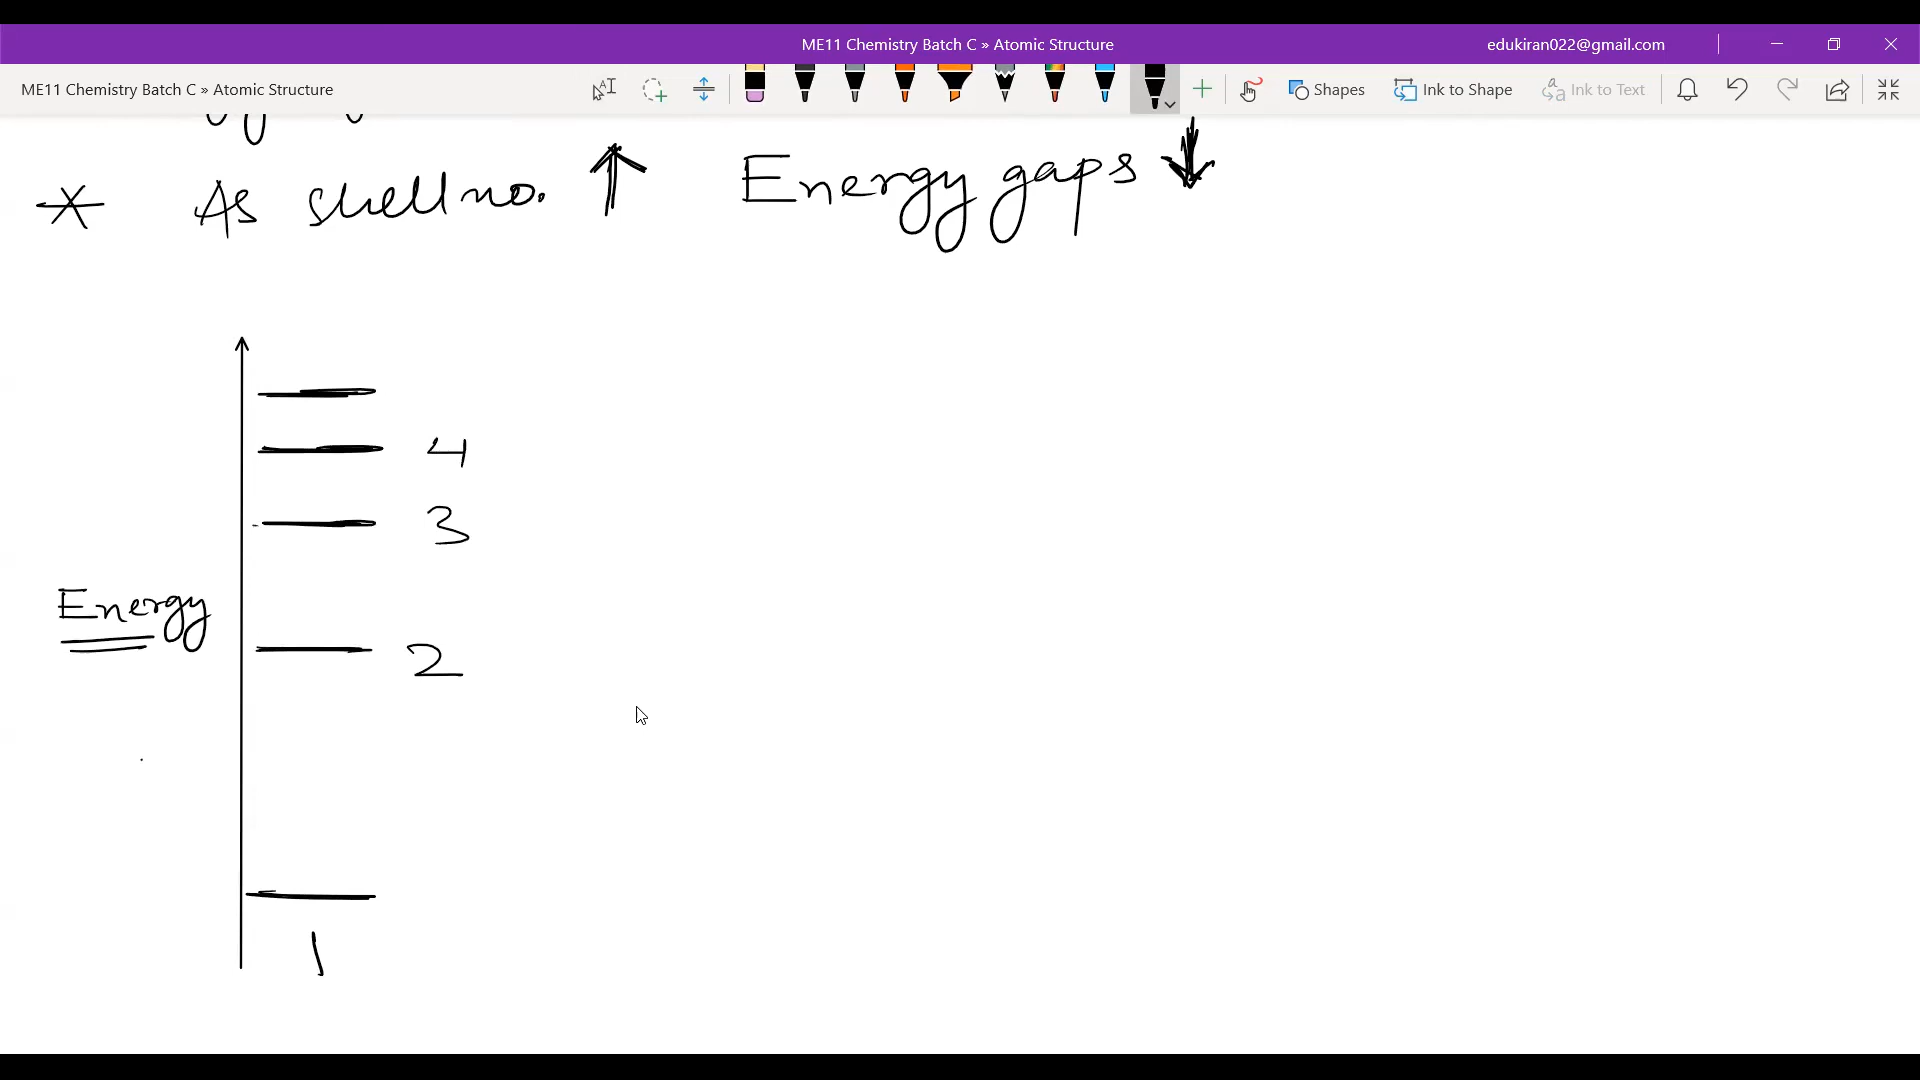 ME11 Chemistry Batch C » Atomic Structure
edukiran022@gmail.com
ME11 Chemistry Batch C » Atomic Structure
Shapes
Ink to Shape
Ink to Text
As shell no. ↑ Energy gaps ↓
4
3
Energy
2
1